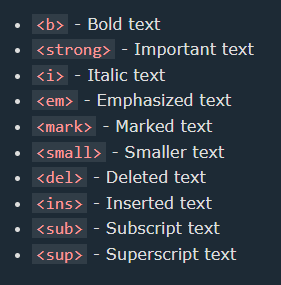 <b> - Bold text
<strong> - Important text
<i> - Italic text
<em> - Emphasized text
<mark> - Marked text
<small> - Smaller text
<del> - Deleted text
<ins> - Inserted text
<sub> - Subscript text
<sup> - Superscript text